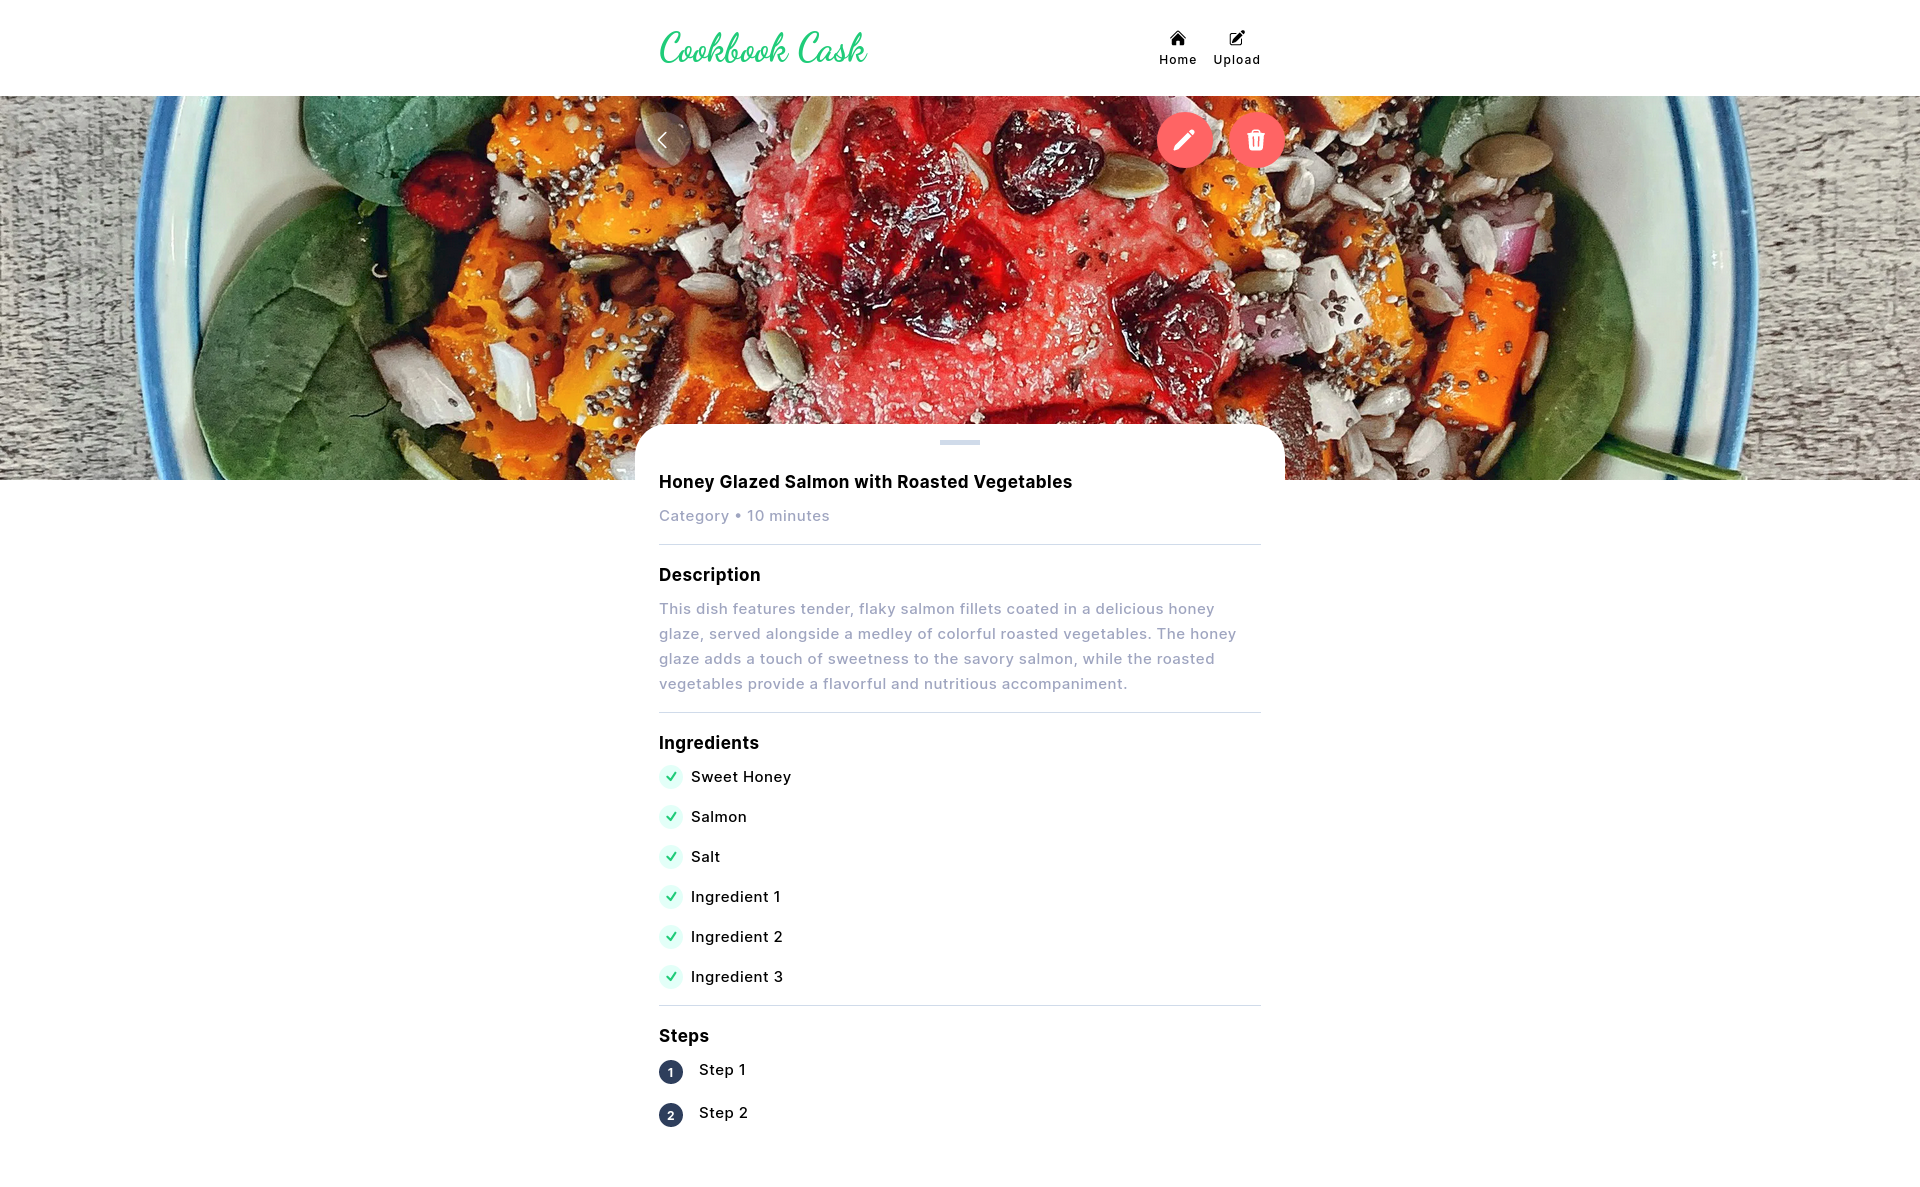 Cookbook Cask
Home
Upload
Honey Glazed Salmon with Roasted Vegetables
Category • 10 minutes
Description
This dish features tender, flaky salmon fillets coated in a delicious honey
glaze, served alongside a medley of colorful roasted vegetables. The honey
glaze adds a touch of sweetness to the savory salmon, while the roasted
vegetables provide a flavorful and nutritious accompaniment.
Ingredients
Sweet Honey
Salmon
Salt
Ingredient 1
Ingredient 2
Ingredient 3
Steps
1 Step 1
2 Step 2